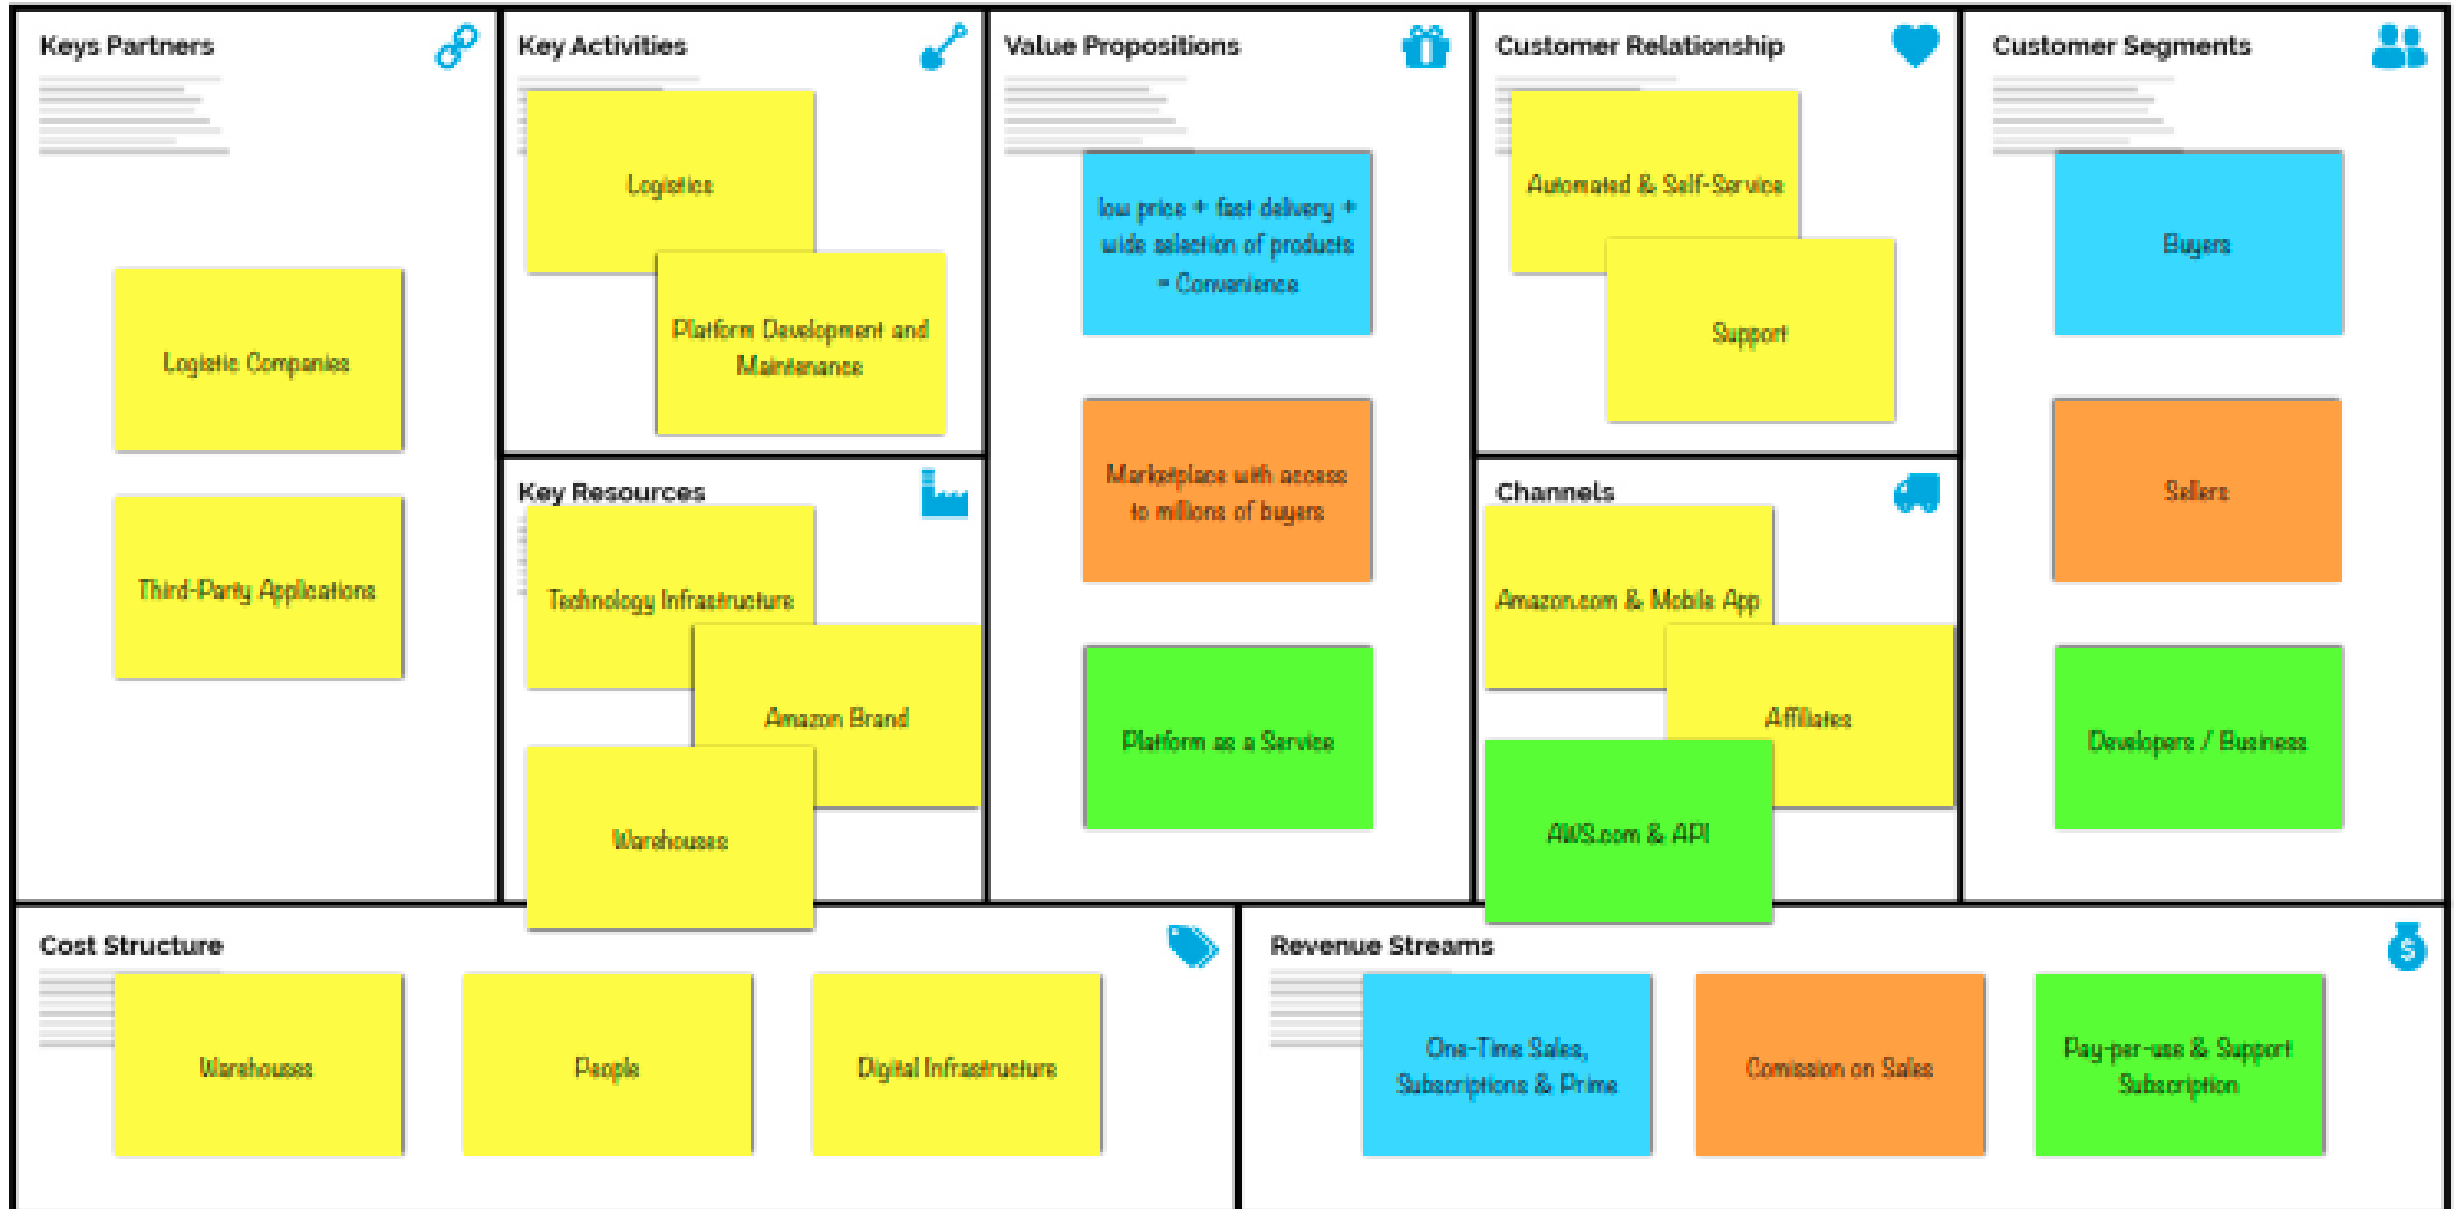 Keys Partners
Logistic Companies
Third-Party Applications
Key Activities
Logistics
Platform Development and
Maintenance
Key Resources
Technology Infrastructure
Amazon Brand
Warehouses
Value Propositions
low price + fast delivery +
wide selection of products
= Convenience
Marketplace with access
to millions of buyers
Platform as a Service
Customer Relationship
Automated & Self-Service
Support
Channels
Amazon.com & Mobile App
Affiliates
AWS.com & API
Customer Segments
Buyers
Sellers
Developers / Business
Cost Structure
Warehouses
People
Digital Infrastructure
Revenue Streams
$
One-Time Sales,
Subscriptions & Prime
Comission on Sales
Pay-per-use & Support
Subscription